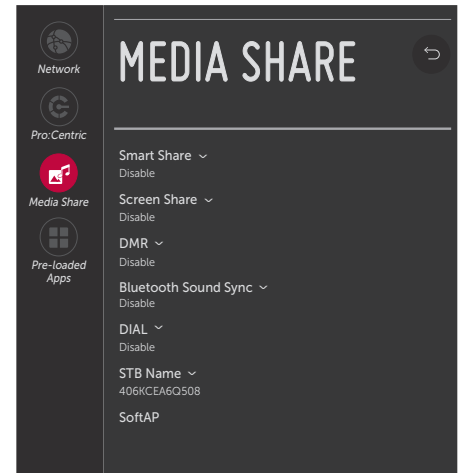 MEDIA SHARE
Network
Pro:Centric
Media Share
Pre-loaded
Apps
Smart Share
Disable
Screen Share
Disable
DMR
Disable
Bluetooth Sound Sync
Disable
DIAL
Disable
STB Name
406KCEA6Q508
SoftAP